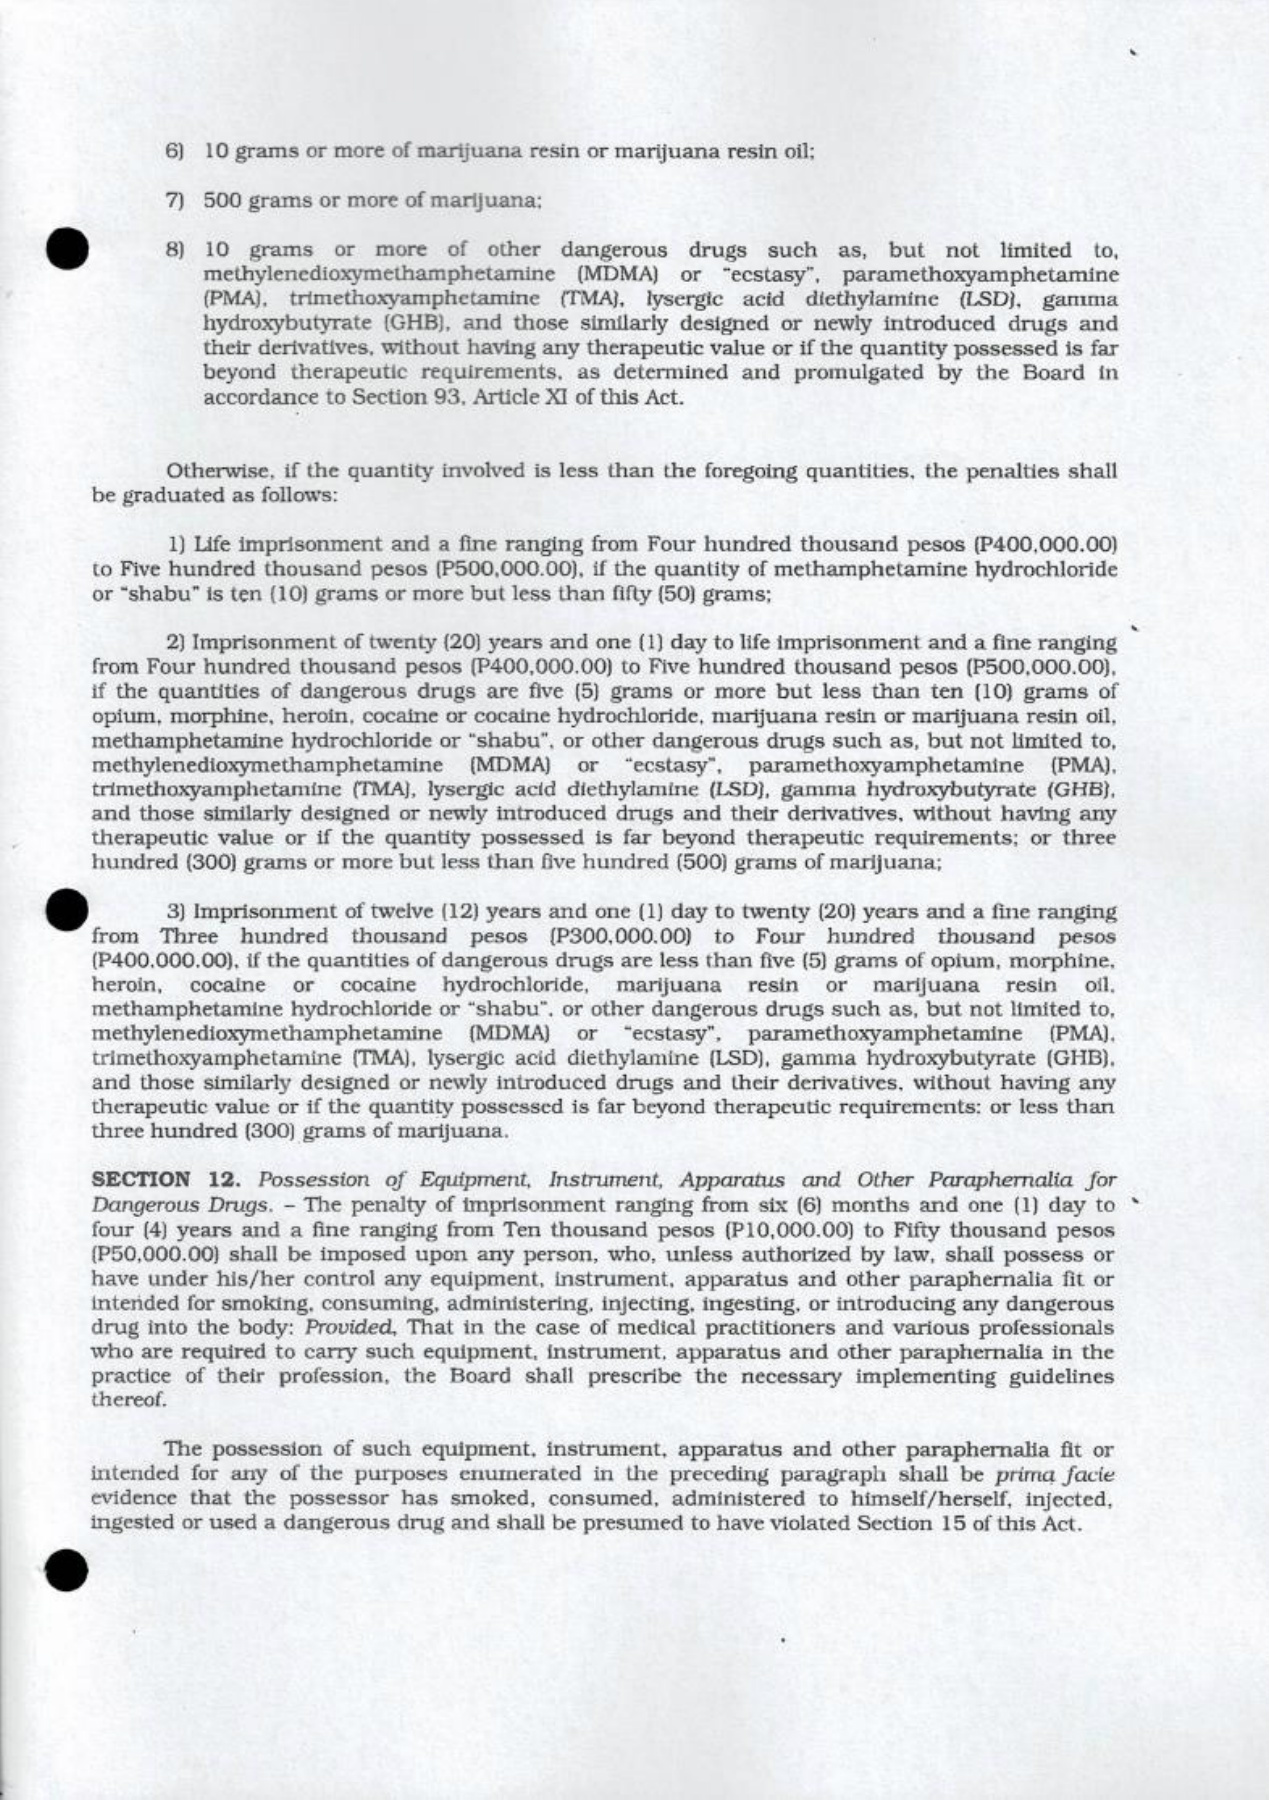 6) 10 grams or more of marijuana resin or marijuana resin oil;
7) 500 grams or more of marijuana;
8) 10 grams or more of other dangerous drugs such as, but not limited to,
methylenedioxymethamphetamine (MDMA) or "ecstasy", paramethoxyamphetamine
(PMA), trimethoxyamphetamine (TMA), lysergic acid diethylamine (LSD), gamma
hydroxybutyrate (GHB), and those similarly designed or newly introduced drugs and
their derivatives, without having any therapeutic value or if the quantity possessed is far
beyond therapeutic requirements, as determined and promulgated by the Board in
accordance to Section 93, Article XI of this Act.
Otherwise, if the quantity involved is less than the foregoing quantities, the penalties shall
be graduated as follows:
1) Life imprisonment and a fine ranging from Four hundred thousand pesos (P400,000.00)
to Five hundred thousand pesos (P500,000.00), if the quantity of methamphetamine hydrochloride
or "shabu" is ten (10) grams or more but less than fifty (50) grams;
2) Imprisonment of twenty (20) years and one (1) day to life imprisonment and a fine ranging
from Four hundred thousand pesos (P400,000.00) to Five hundred thousand pesos (P500,000.00),
if the quantities of dangerous drugs are five (5) grams or more but less than ten (10) grams of
opium, morphine, heroin, cocaine or cocaine hydrochloride, marijuana resin or marijuana resin oil,
methamphetamine hydrochloride or "shabu", or other dangerous drugs such as, but not limited to,
methylenedioxymethamphetamine (MDMA) or "ecstasy", paramethoxyamphetamine (PMA),
trimethoxyamphetamine (TMA), lysergic acid diethylamine (LSD), gamma hydroxybutyrate (GHB),
and those similarly designed or newly introduced drugs and their derivatives, without having any
therapeutic value or if the quantity possessed is far beyond therapeutic requirements; or three
hundred (300) grams or more but less than five hundred (500) grams of marijuana;
3) Imprisonment of twelve (12) years and one (1) day to twenty (20) years and a fine ranging
from Three hundred thousand pesos (P300,000.00) to Four hundred thousand pesos
(P400,000.00), if the quantities of dangerous drugs are less than five (5) grams of opium, morphine,
heroin, cocaine or cocaine hydrochloride, marijuana resin or marijuana resin oil,
methamphetamine hydrochloride or "shabu", or other dangerous drugs such as, but not limited to,
methylenedioxymethamphetamine (MDMA) or "ecstasy", paramethoxyamphetamine (PMA),
trimethoxyamphetamine (TMA), lysergic acid diethylamine (LSD), gamma hydroxybutyrate (GHB),
and those similarly designed or newly introduced drugs and their derivatives, without having any
therapeutic value or if the quantity possessed is far beyond therapeutic requirements; or less than
three hundred (300) grams of marijuana.
SECTION 12. Possession of Equipment, Instrument, Apparatus and Other Paraphernalia for
Dangerous Drugs. – The penalty of imprisonment ranging from six (6) months and one (1) day to
four (4) years and a fine ranging from Ten thousand pesos (P10,000.00) to Fifty thousand pesos
(P50,000.00) shall be imposed upon any person, who, unless authorized by law, shall possess or
have under his/her control any equipment, instrument, apparatus and other paraphernalia fit or
intended for smoking, consuming, administering, injecting, ingesting, or introducing any dangerous
drug into the body: Provided, That in the case of medical practitioners and various professionals
who are required to carry such equipment, instrument, apparatus and other paraphernalia in the
practice of their profession, the Board shall prescribe the necessary implementing guidelines
thereof.
The possession of such equipment, instrument, apparatus and other paraphernalia fit or
intended for any of the purposes enumerated in the preceding paragraph shall be prima facie
evidence that the possessor has smoked, consumed, administered to himself/herself, injected,
ingested or used a dangerous drug and shall be presumed to have violated Section 15 of this Act.